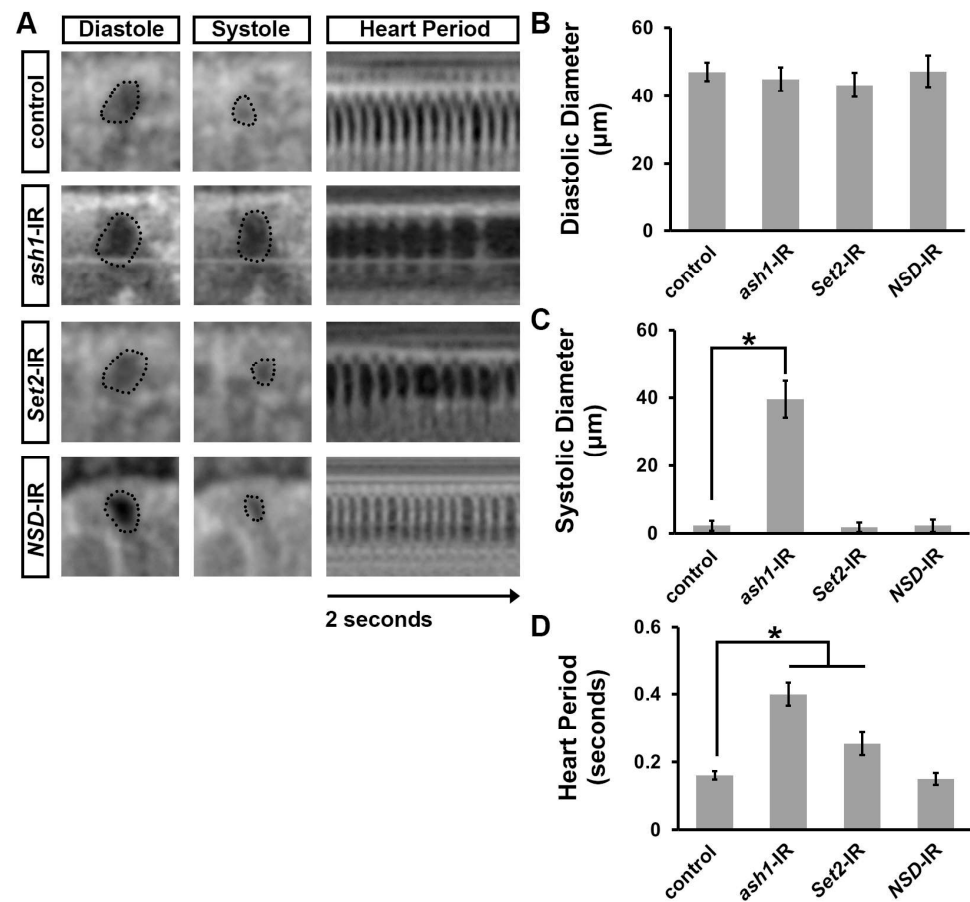 A
Diastole
Systole
Heart Period
control
ash1-IR
Set2-IR
NSD-IR
2 seconds
B
Diastolic Diameter
(µm)
60
40
20
0
control
ash1-IR
Set2-IR
NSD-IR
C
Systolic Diameter
(µm)
60
40
20
0
*
control
ash1-IR
Set2-IR
NSD-IR
D
Heart Period
(seconds)
0.6
0.4
0.2
0
*
control
ash1-IR
Set2-IR
NSD-IR